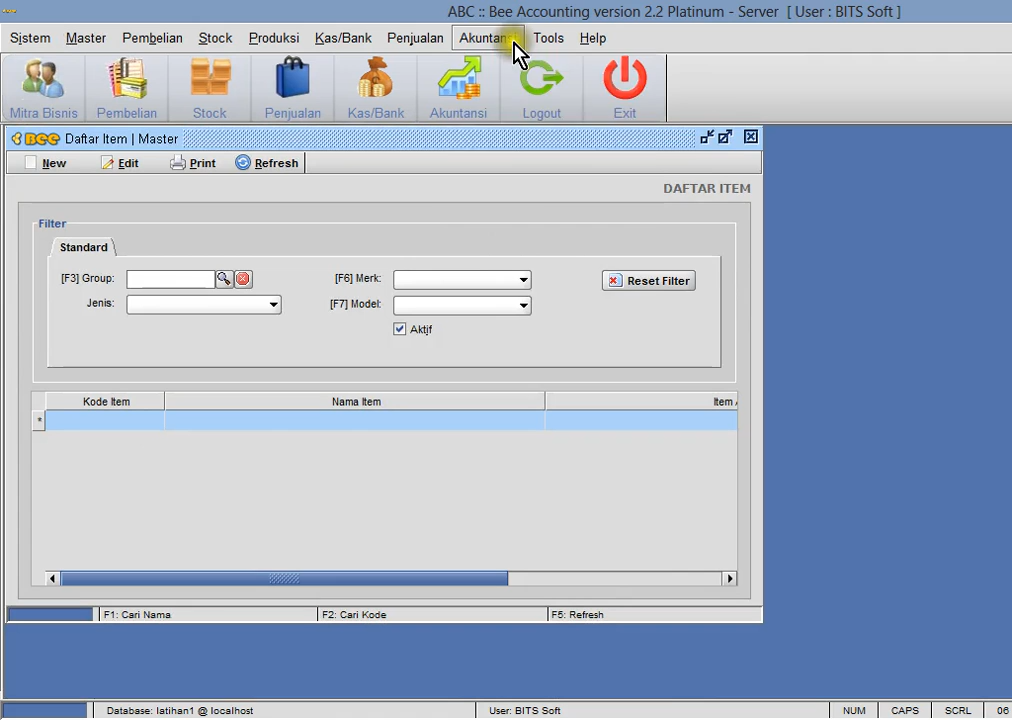 ABC :: Bee Accounting version 2.2 Platinum - Server [ User : BITS Soft ]
Sistem Master Pembelian Stock Produksi Kas/Bank Penjualan Tools Help
Mitra Bisnis Pembelian Stock Penjualan Kas/Bank Akuntansi Logout Exit
BEE Daftar Item | Master
New Edit Print Refresh
DAFTAR ITEM
Filter
Standard
[F3] Group: [F6] Merk: Reset Filter
Jenis: [F7] Model:
Aktif
Kode Item Nama Item Item
*
F1: Cari Nama F2: Cari Kode F5: Refresh
Database: latihan1 @ localhost User: BITS Soft NUM CAPS SCRL 06